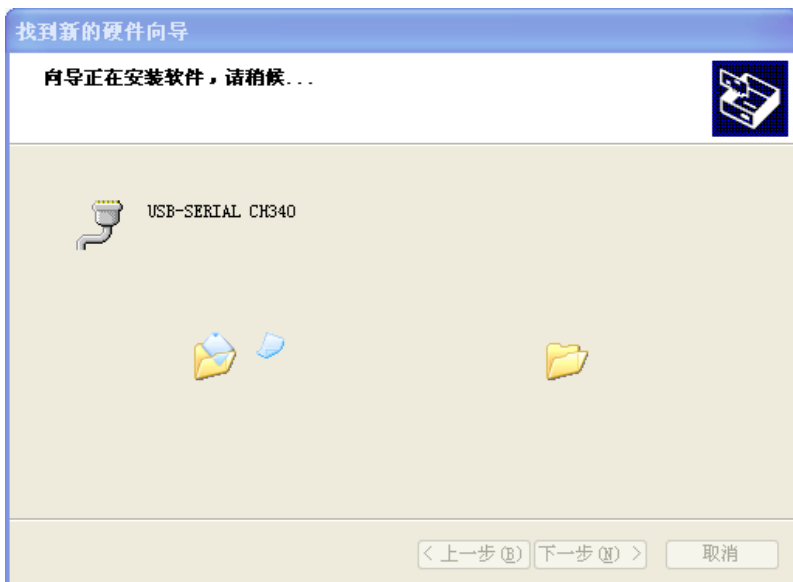 找到新的硬件向导
向导正在安装软件，请稍候...
USB-SERIAL CH340
< 上一步(B) 下一步(N) > 取消